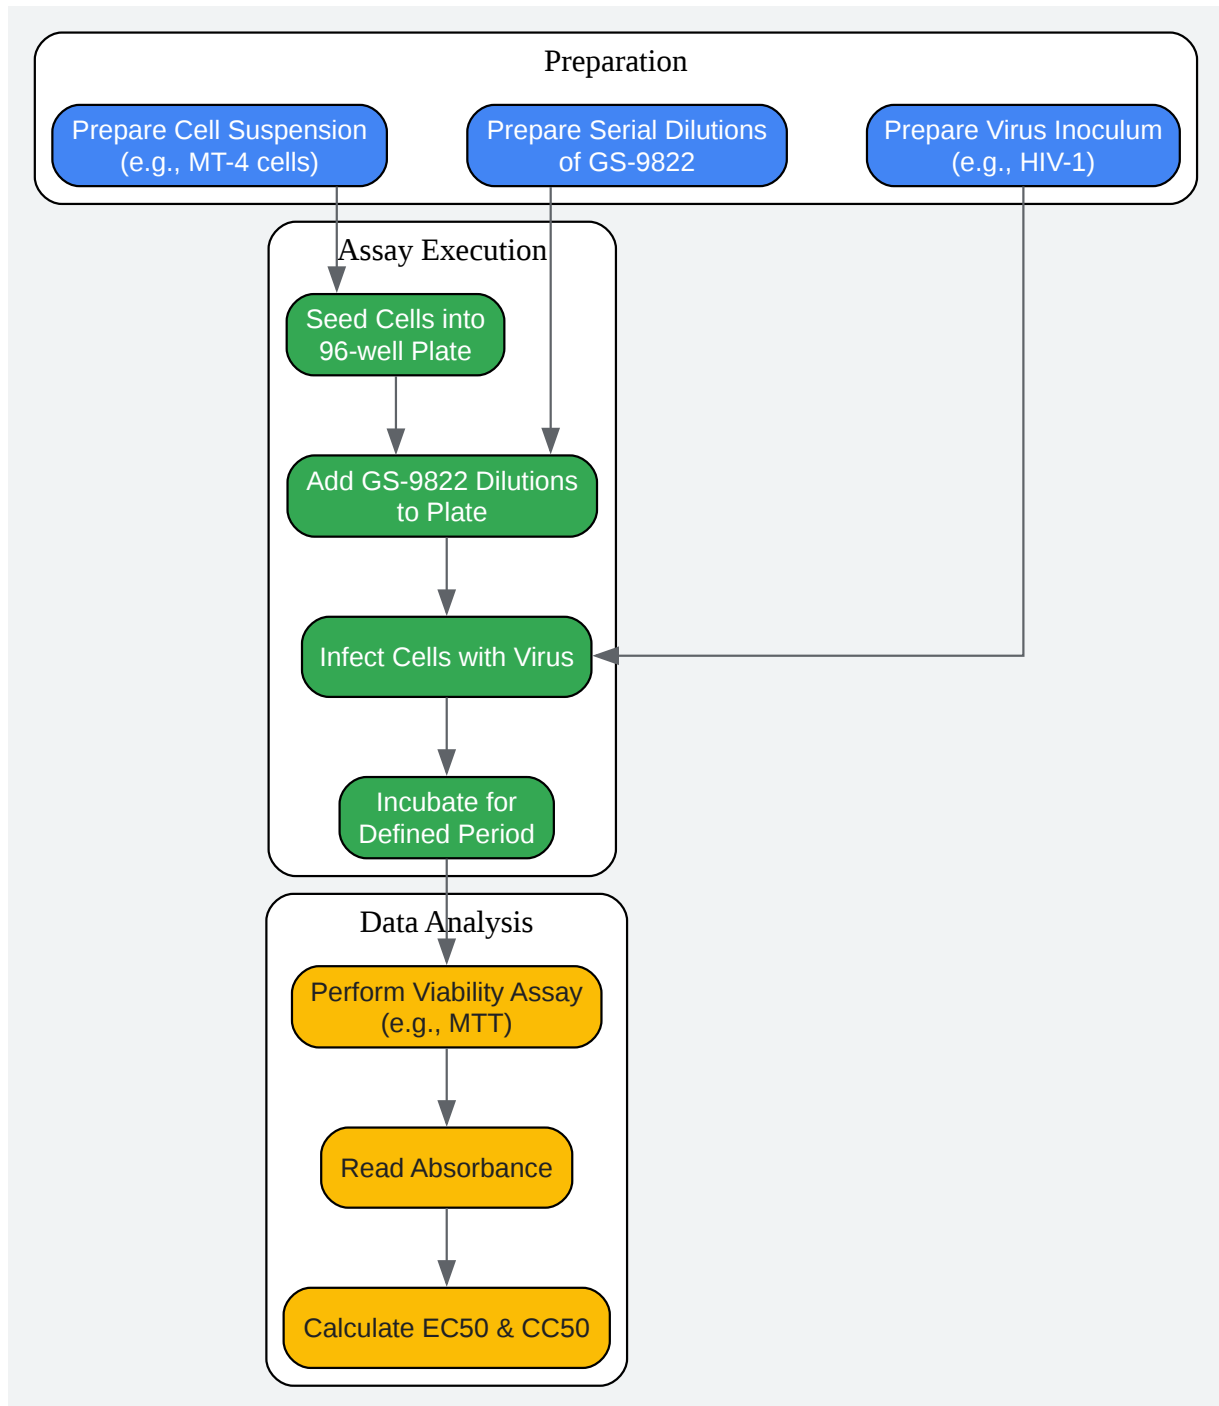 Preparation
Prepare Cell Suspension
(e.g., MT-4 cells)
Prepare Serial Dilutions
of GS-9822
Prepare Virus Inoculum
(e.g., HIV-1)
Assay Execution
Seed Cells into
96-well Plate
Add GS-9822 Dilutions
to Plate
Infect Cells with Virus
Incubate for
Defined Period
Data Analysis
Perform Viability Assay
(e.g., MTT)
Read Absorbance
Calculate EC50 & CC50